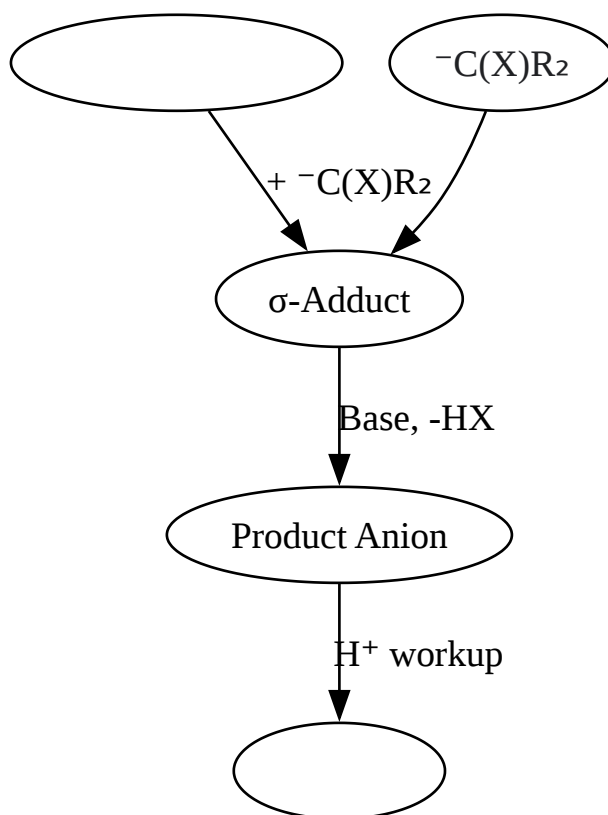 ⁻C(X)R₂
+ ⁻C(X)R₂
σ-Adduct
Base, -HX
Product Anion
H⁺ workup